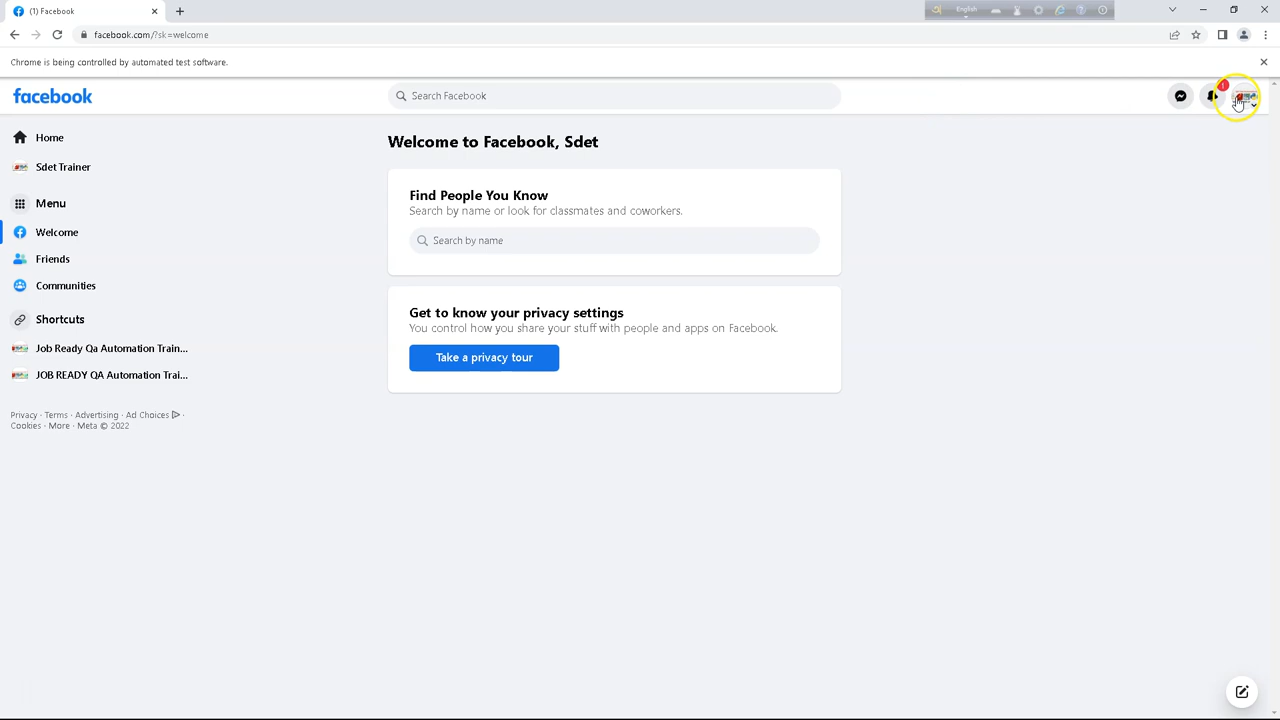 (1) Facebook
English
facebook.com/?sk=welcome
Chrome is being controlled by automated test software.
facebook
Search Facebook
1
Home
Sdet Trainer
Menu
Welcome
Friends
Communities
Shortcuts
Job Ready Qa Automation Train...
JOB READY QA Automation Trai...
Privacy · Terms · Advertising · Ad Choices ·
Cookies · More · Meta © 2022
Welcome to Facebook, Sdet
Find People You Know
Search by name or look for classmates and coworkers.
Search by name
Get to know your privacy settings
You control how you share your stuff with people and apps on Facebook.
Take a privacy tour